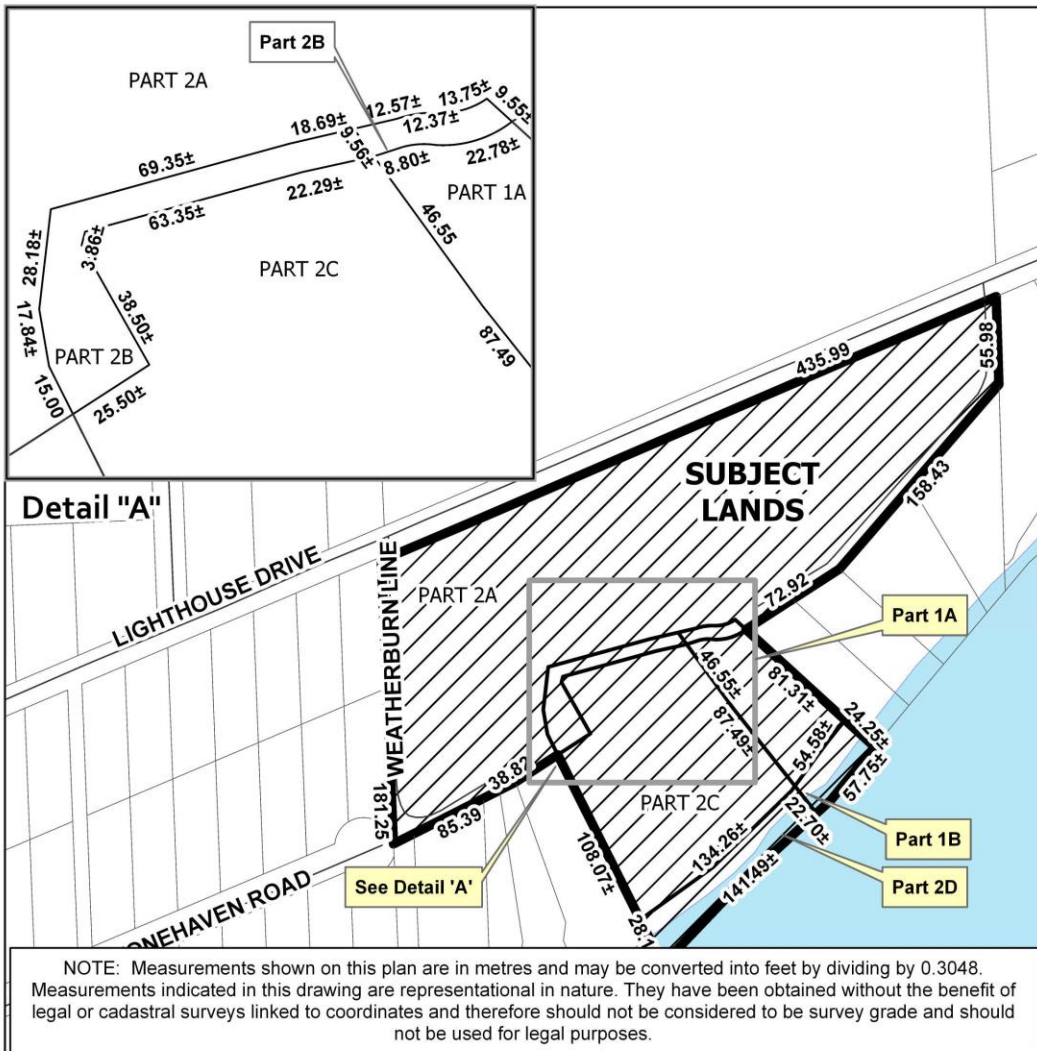 Part 2B
PART 2A
12.57±
13.75±
9.55±
18.69±
9.56±
12.37±
69.35±
8.80±
22.78±
22.29±
PART 1A
63.35±
46.55
3.86±
28.18±
PART 2C
38.50±
17.84±
87.49
PART 2B
15.00
25.50±
Detail "A"
435.99
55.98
SUBJECT
LANDS
158.43
LIGHTHOUSE DRIVE
WEATHERBURN LINE
PART 2A
72.92
Part 1A
46.55±
81.31±
87.49±
24.25±
54.58±
57.75±
38.82
181.25
85.39
PART 2C
22.70±
108.07±
134.26±
Part 1B
141.49±
Part 2D
See Detail 'A'
ONEHAVEN ROAD
28.1
NOTE: Measurements shown on this plan are in metres and may be converted into feet by dividing by 0.3048.
Measurements indicated in this drawing are representational in nature. They have been obtained without the benefit of
legal or cadastral surveys linked to coordinates and therefore should not be considered to be survey grade and should
not be used for legal purposes.